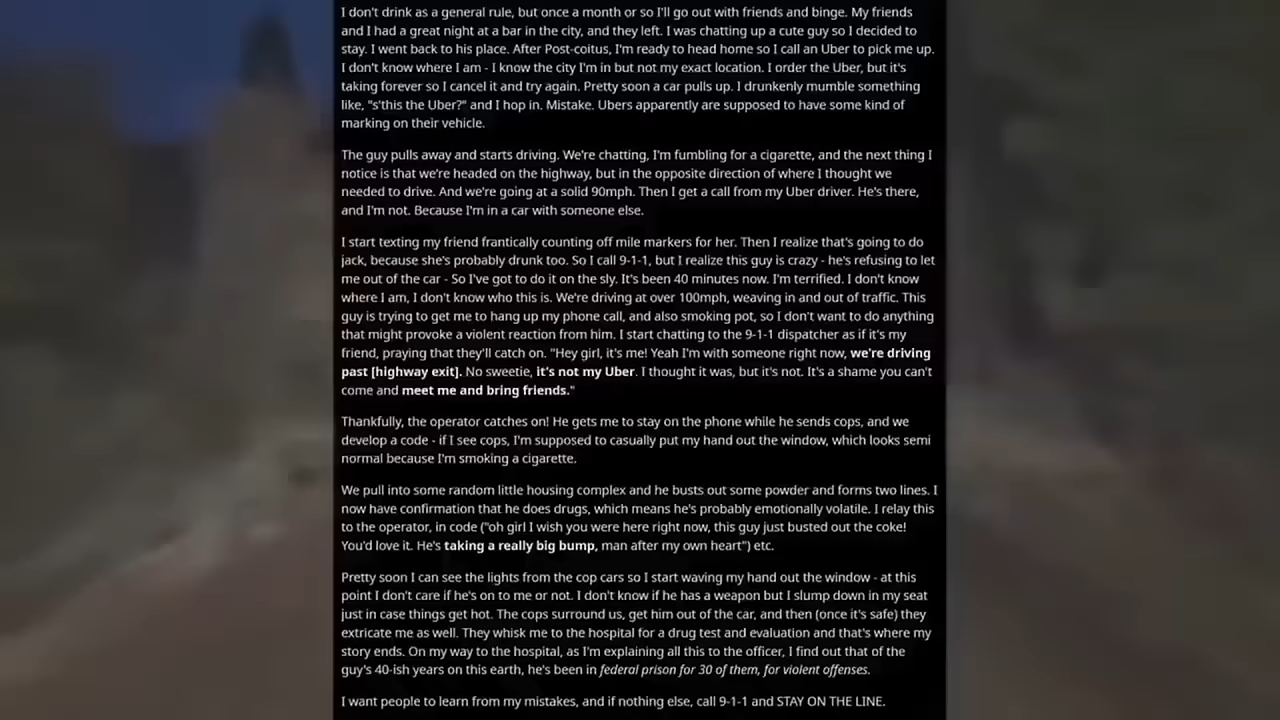 I don't drink as a general rule, but once a month or so I'll go out with friends and binge. My friends
and I had a great night at a bar in the city, and they left. I was chatting up a cute guy so I decided to
stay. I went back to his place. After Post-coitus, I'm ready to head home so I call an Uber to pick me up.
I don't know where I am - I know the city I'm in but not my exact location. I order the Uber, but it's
taking forever so I cancel it and try again. Pretty soon a car pulls up. I drunkenly mumble something
like, "s'this the Uber?" and I hop in. Mistake. Ubers apparently are supposed to have some kind of
marking on their vehicle.
The guy pulls away and starts driving. We're chatting, I'm fumbling for a cigarette, and the next thing I
notice is that we're headed on the highway, but in the opposite direction of where I thought we
needed to drive. And we're going at a solid 90mph. Then I get a call from my Uber driver. He's there,
and I'm not. Because I'm in a car with someone else.
I start texting my friend frantically counting off mile markers for her. Then I realize that's going to do
jack, because she's probably drunk too. So I call 9-1-1, but I realize this guy is crazy - he's refusing to let
me out of the car - So I've got to do it on the sly. It's been 40 minutes now. I'm terrified. I don't know
where I am, I don't know who this is. We're driving at over 100mph, weaving in and out of traffic. This
guy is trying to get me to hang up my phone call, and also smoking pot, so I don't want to do anything
that might provoke a violent reaction from him. I start chatting to the 9-1-1 dispatcher as if it's my
friend, praying that they'll catch on. "Hey girl, it's me! Yeah I'm with someone right now, we're driving
past [highway exit]. No sweetie, it's not my Uber. I thought it was, but it's not. It's a shame you can't
come and meet me and bring friends."
Thankfully, the operator catches on! He gets me to stay on the phone while he sends cops, and we
develop a code - if I see cops, I'm supposed to casually put my hand out the window, which looks semi
normal because I'm smoking a cigarette.
We pull into some random little housing complex and he busts out some powder and forms two lines. I
now have confirmation that he does drugs, which means he's probably emotionally volatile. I relay this
to the operator, in code ("oh girl I wish you were here right now, this guy just busted out the coke!
You'd love it. He's taking a really big bump, man after my own heart") etc.
Pretty soon I can see the lights from the cop cars so I start waving my hand out the window - at this
point I don't care if he's on to me or not. I don't know if he has a weapon but I slump down in my seat
just in case things get hot. The cops surround us, get him out of the car, and then (once it's safe) they
extricate me as well. They whisk me to the hospital for a drug test and evaluation and that's where my
story ends. On my way to the hospital, as I'm explaining all this to the officer, I find out that of the
guy's 40-ish years on this earth, he's been in federal prison for 30 of them, for violent offenses.
I want people to learn from my mistakes, and if nothing else, call 9-1-1 and STAY ON THE LINE.